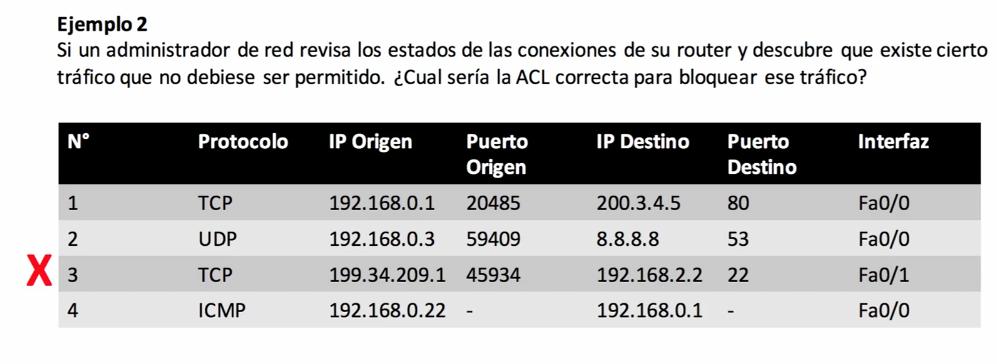 Ejemplo 2
Si un administrador de red revisa los estados de las conexiones de su router y descubre que existe cierto
tráfico que no debiese ser permitido. ¿Cual sería la ACL correcta para bloquear ese tráfico?
N° Protocolo IP Origen Puerto Origen IP Destino Puerto Destino Interfaz
1 TCP 192.168.0.1 20485 200.3.4.5 80 Fa0/0
2 UDP 192.168.0.3 59409 8.8.8.8 53 Fa0/0
X 3 TCP 199.34.209.1 45934 192.168.2.2 22 Fa0/1
4 ICMP 192.168.0.22 - 192.168.0.1 - Fa0/0